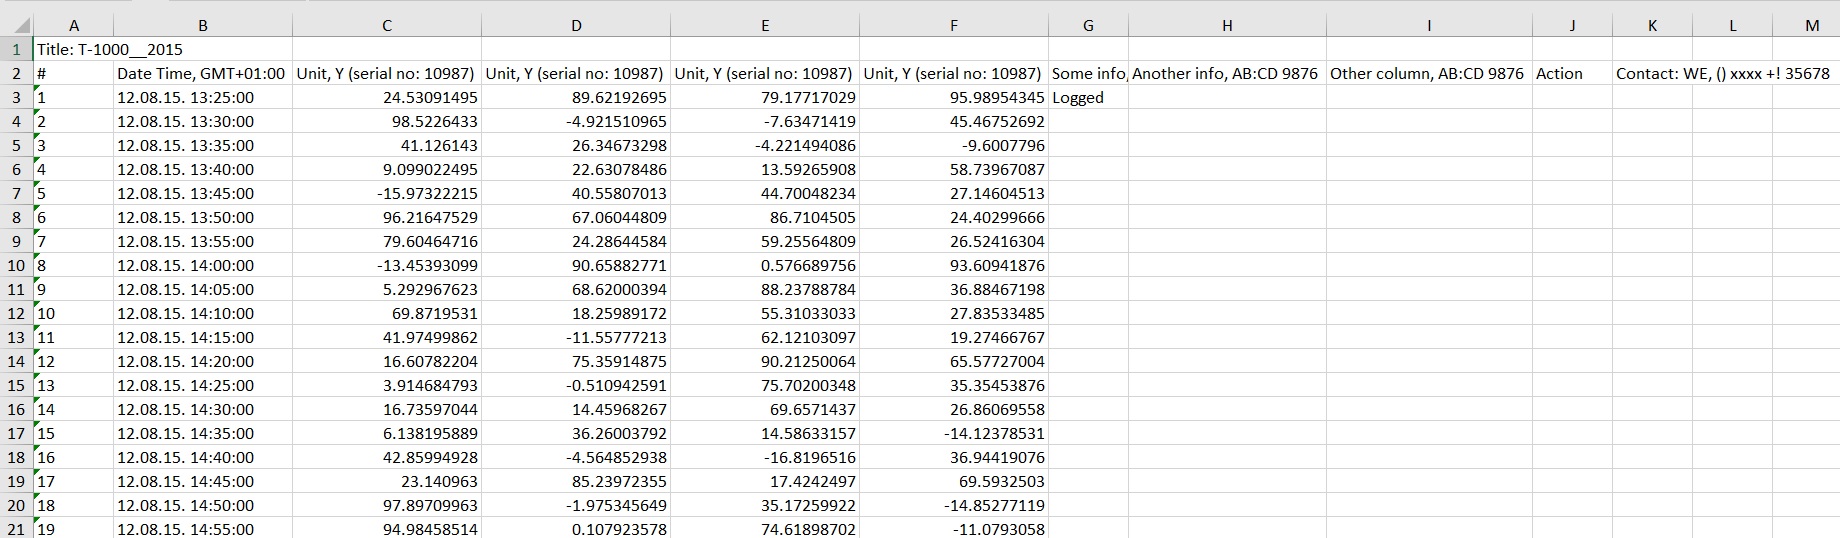 A B C D E F G H I J K L M
1 Title: T-1000__2015
2 # Date Time, GMT+01:00 Unit, Y (serial no: 10987) Unit, Y (serial no: 10987) Unit, Y (serial no: 10987) Unit, Y (serial no: 10987) Some info, Another info, AB:CD 9876 Other column, AB:CD 9876 Action Contact: WE, () xxxx +! 35678
3 1 12.08.15. 13:25:00 24.53091495 89.62192695 79.17717029 95.98954345 Logged
4 2 12.08.15. 13:30:00 98.5226433 -4.921510965 -7.63471419 45.46752692
5 3 12.08.15. 13:35:00 41.126143 26.34673298 -4.221494086 -9.6007796
6 4 12.08.15. 13:40:00 9.099022495 22.63078486 13.59265908 58.73967087
7 5 12.08.15. 13:45:00 -15.97322215 40.55807013 44.70048234 27.14604513
8 6 12.08.15. 13:50:00 96.21647529 67.06044809 86.7104505 24.40299666
9 7 12.08.15. 13:55:00 79.60464716 24.28644584 59.25564809 26.52416304
10 8 12.08.15. 14:00:00 -13.45393099 90.65882771 0.576689756 93.60941876
11 9 12.08.15. 14:05:00 5.292967623 68.62000394 88.23788784 36.88467198
12 10 12.08.15. 14:10:00 69.8719531 18.25989172 55.31033033 27.83533485
13 11 12.08.15. 14:15:00 41.97499862 -11.55777213 62.12103097 19.27466767
14 12 12.08.15. 14:20:00 16.60782204 75.35914875 90.21250064 65.57727004
15 13 12.08.15. 14:25:00 3.914684793 -0.510942591 75.70200348 35.35453876
16 14 12.08.15. 14:30:00 16.73597044 14.45968267 69.6571437 26.86069558
17 15 12.08.15. 14:35:00 6.138195889 36.26003792 14.58633157 -14.12378531
18 16 12.08.15. 14:40:00 42.85994928 -4.564852938 -16.8196516 36.94419076
19 17 12.08.15. 14:45:00 23.140963 85.23972355 17.4242497 69.5932503
20 18 12.08.15. 14:50:00 97.89709963 -1.975345649 35.17259922 -14.85277119
21 19 12.08.15. 14:55:00 94.98458514 0.107923578 74.61898702 -11.0793058